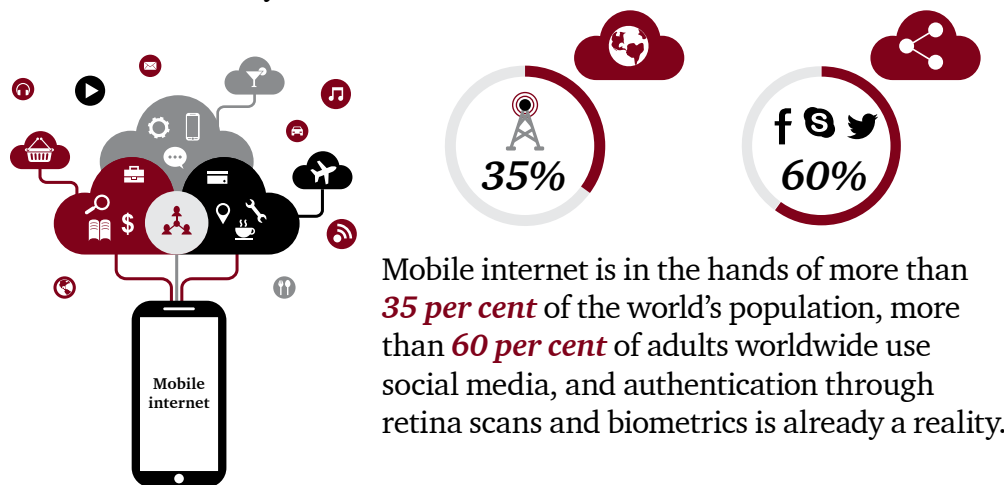 35%
60%
Mobile internet is in the hands of more than
35 per cent of the world’s population, more
than 60 per cent of adults worldwide use
social media, and authentication through
retina scans and biometrics is already a reality.
Mobile
internet